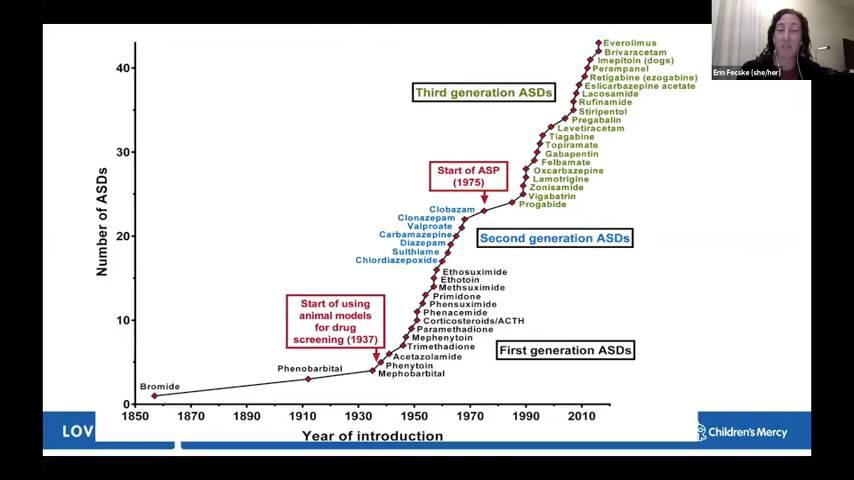 Erin Fecske (she/her)
Everolimus
Brivaracetam
Imepitoin (dogs)
Perampanel
Retigabine (ezogabine)
Eslicarbazepine acetate
Lacosamide
Rufinamide
Stiripentol
Pregabalin
Levetiracetam
Tiagabine
Topiramate
Gabapentin
Felbamate
Oxcarbazepine
Lamotrigine
Zonisamide
Vigabatrin
Progabide
Third generation ASDs
Start of ASP
(1975)
Clobazam
Clonazepam
Valproate
Carbamazepine
Diazepam
Sulthiame
Chlordiazepoxide
Second generation ASDs
Ethosuximide
Ethotoin
Methsuximide
Primidone
Phensuximide
Phenacemide
Corticosteroids/ACTH
Paramethadione
Mephenytoin
Trimethadione
Acetazolamide
Phenytoin
Mephobarbital
Start of using
animal models
for drug
screening (1937)
First generation ASDs
Phenobarbital
Bromide
Number of ASDs
40
30
20
10
0
1850
1870
1890
1910
1930
1950
1970
1990
2010
Year of introduction
LOV
Children's Mercy